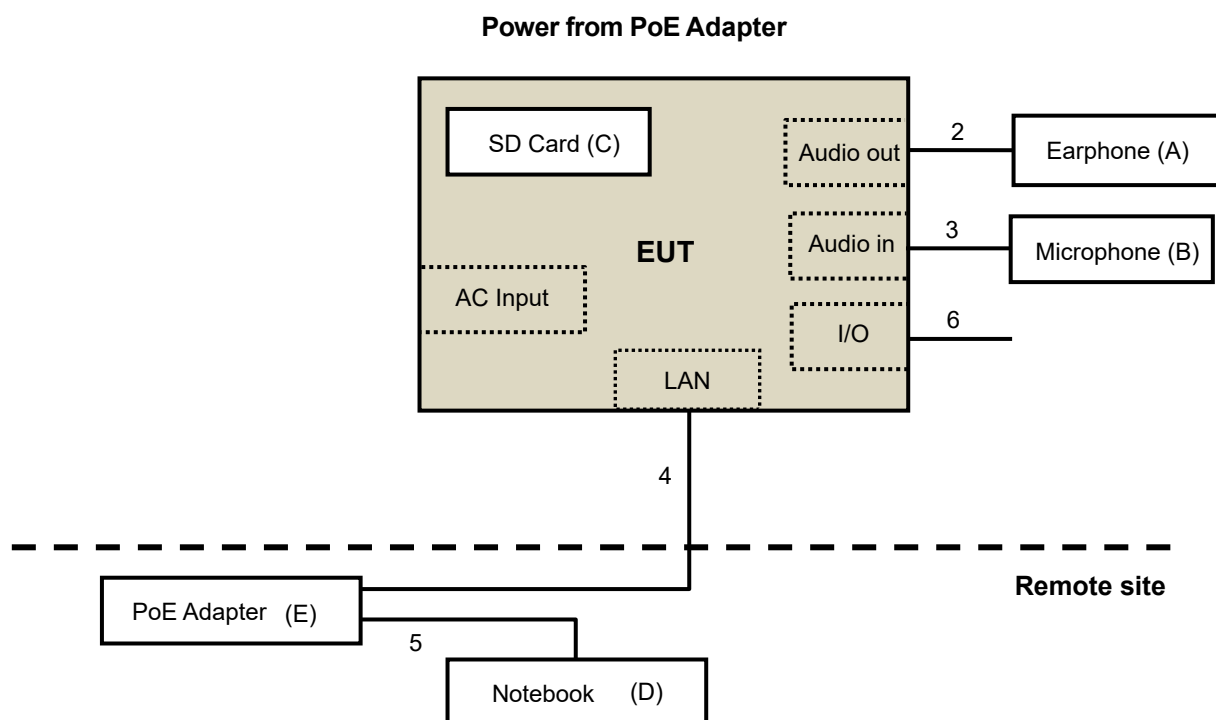 Power from PoE Adapter
SD Card (C)
Audio out
2
Earphone (A)
EUT
Audio in
3
Microphone (B)
AC Input
I/O
6
LAN
4
Remote site
PoE Adapter (E)
5
Notebook (D)